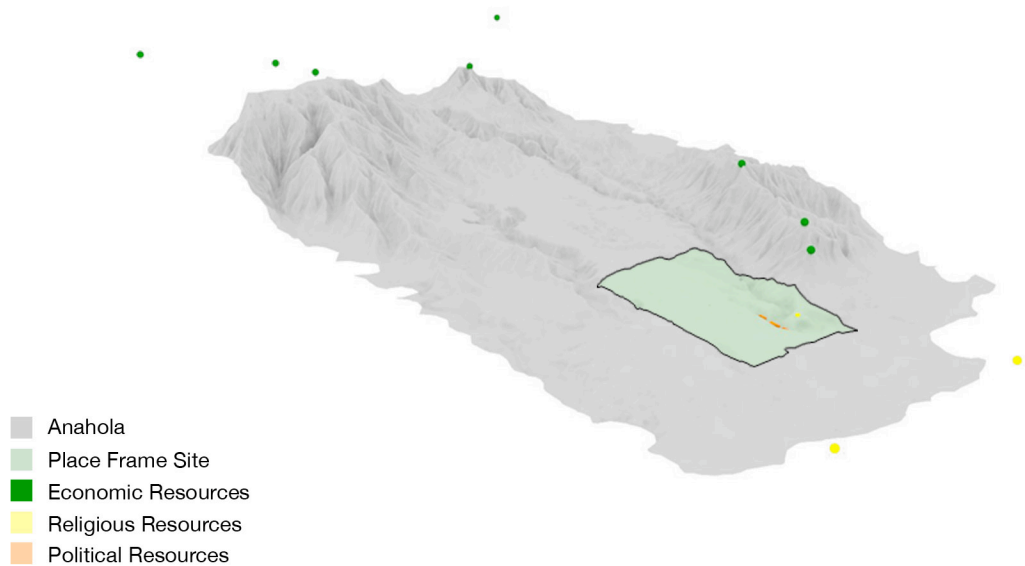 Anahola
Place Frame Site
Economic Resources
Religious Resources
Political Resources